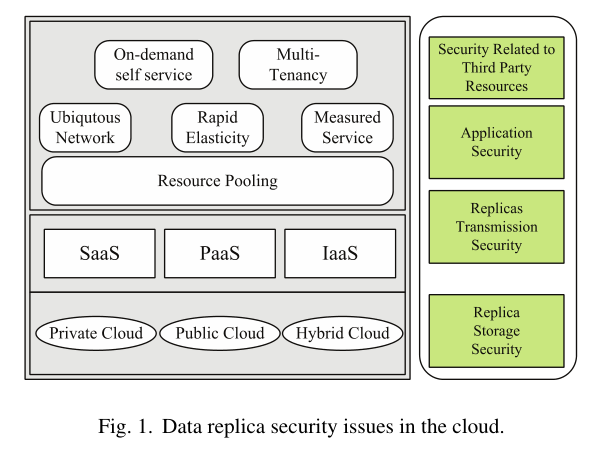 On-demand
self service
Multi-
Tenancy
Ubiqutous
Network
Rapid
Elasticity
Measured
Service
Resource Pooling
SaaS
PaaS
IaaS
Private Cloud
Public Cloud
Hybrid Cloud
Security Related to
Third Party
Resources
Application
Security
Replicas
Transmission
Security
Replica
Storage
Security
Fig. 1. Data replica security issues in the cloud.